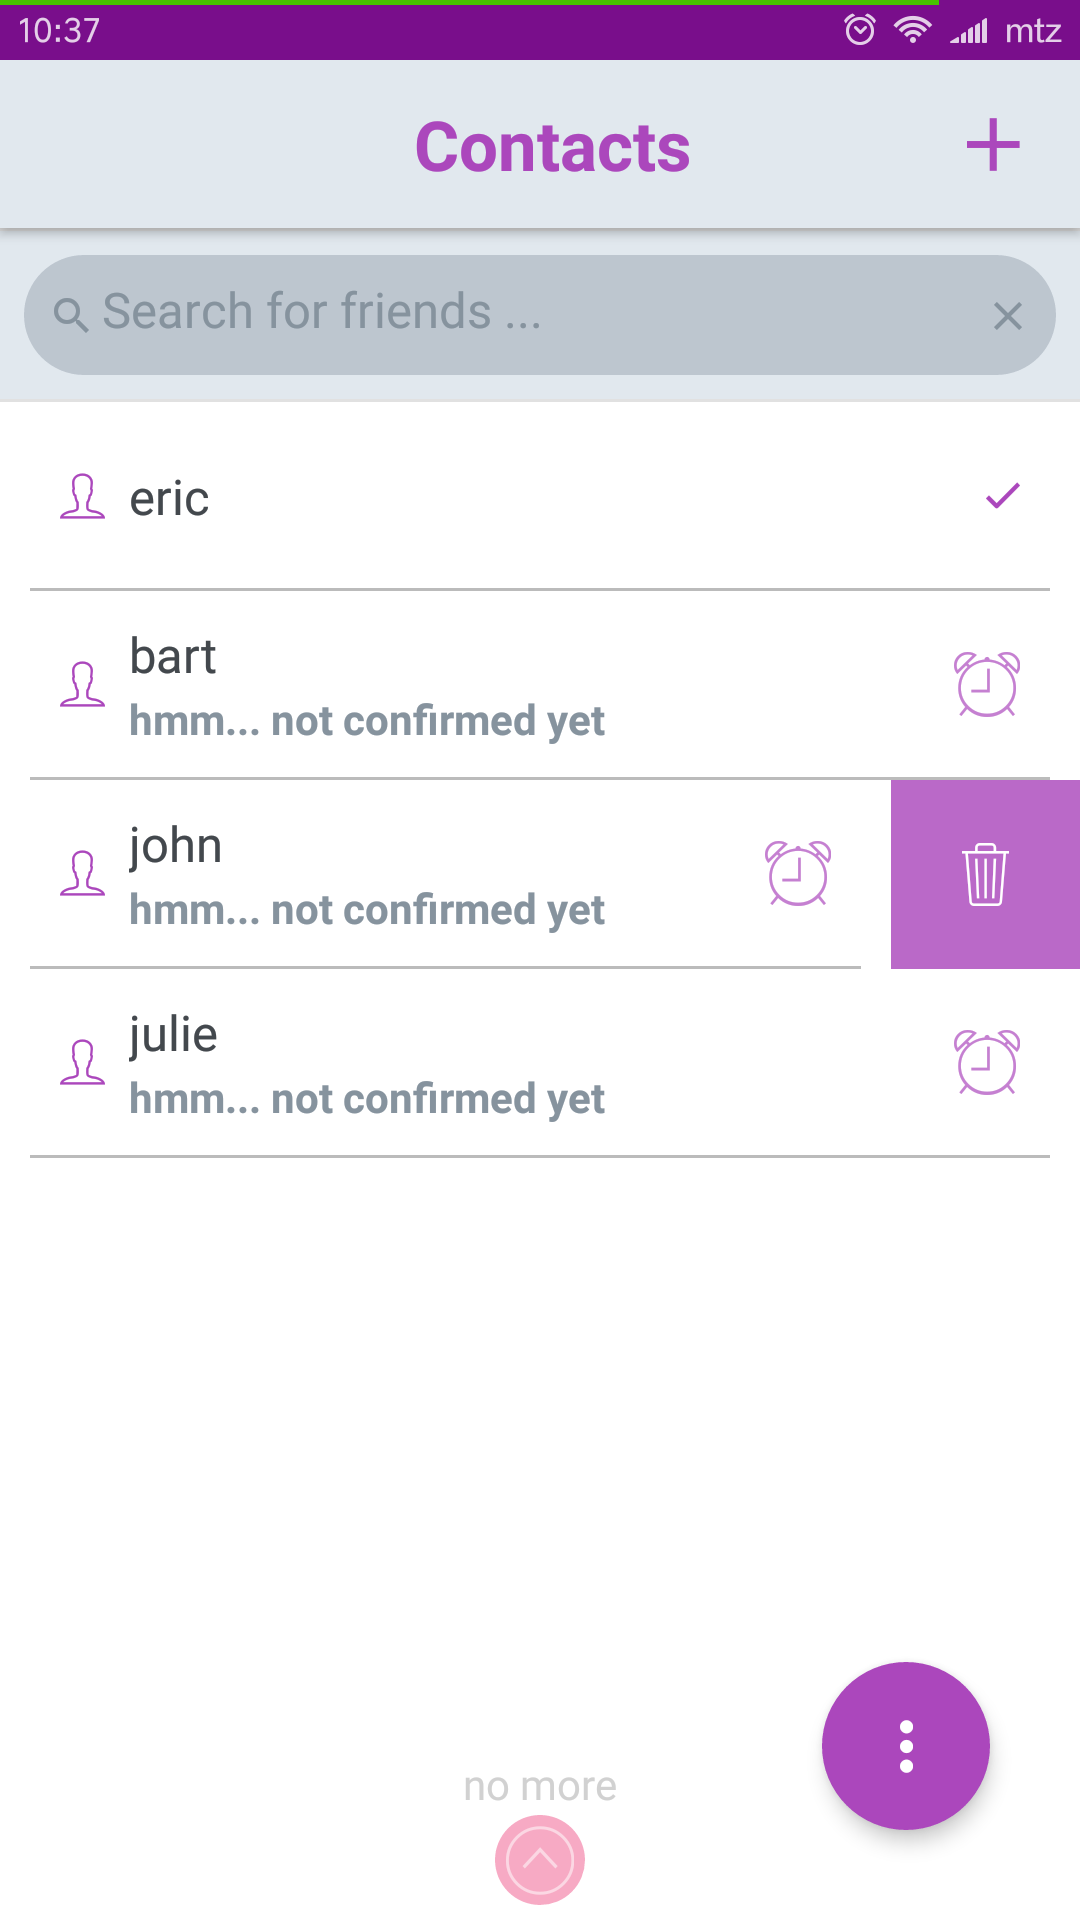 10:37
mtz
Contacts
Search for friends ...
eric
bart
hmm... not confirmed yet
john
hmm... not confirmed yet
julie
hmm... not confirmed yet
no more